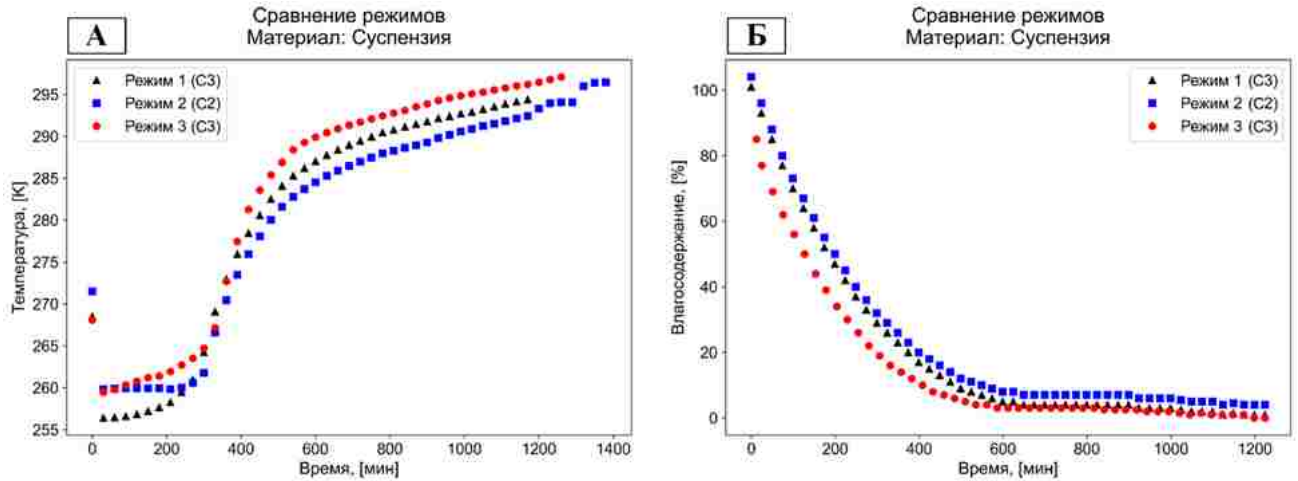 А
Сравнение режимов
Материал: Суспензия
Режим 1 (С3)
Режим 2 (С2)
Режим 3 (С3)
Температура, [К]
295
290
285
280
275
270
265
260
255
0
200
400
600
800
1000
1200
1400
Время, [мин]
Б
Сравнение режимов
Материал: Суспензия
Режим 1 (С3)
Режим 2 (С2)
Режим 3 (С3)
Влагосодержание, [%]
100
80
60
40
20
0
0
200
400
600
800
1000
1200
Время, [мин]